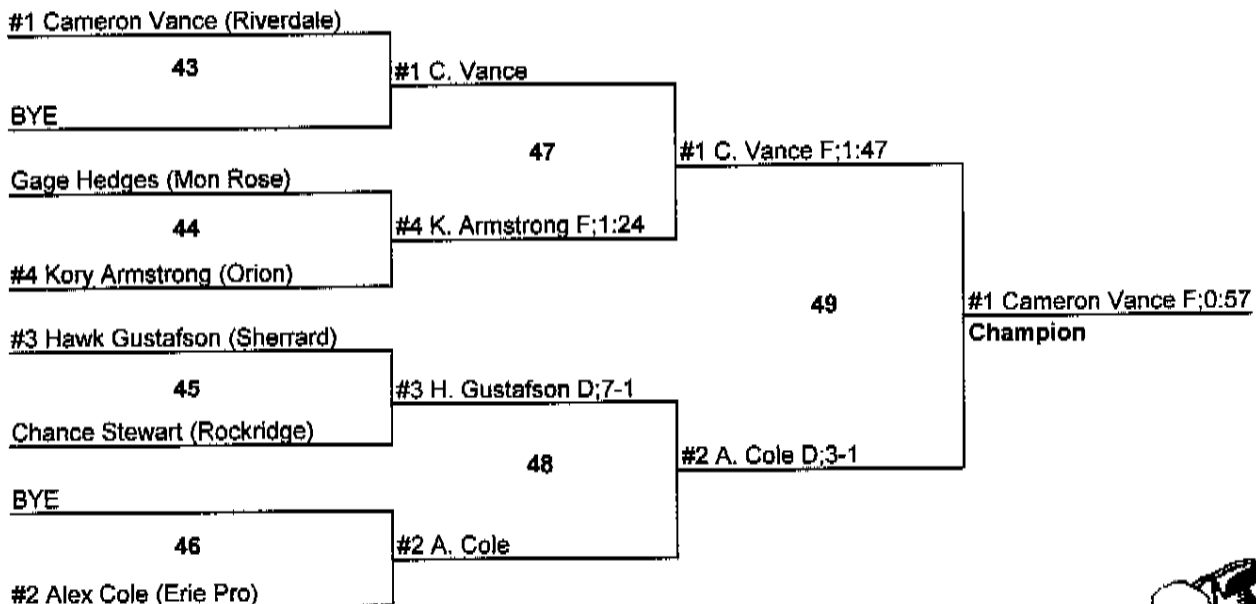 #1 Cameron Vance (Riverdale)
43
#1 C. Vance
BYE
47
#1 C. Vance F;1:47
Gage Hedges (Mon Rose)
44
#4 K. Armstrong F;1:24
#4 Kory Armstrong (Orion)
49
#1 Cameron Vance F;0:57
Champion
#3 Hawk Gustafson (Sherrard)
45
#3 H. Gustafson D;7-1
Chance Stewart (Rockridge)
48
#2 A. Cole D;3-1
BYE
46
#2 A. Cole
#2 Alex Cole (Erie Pro)